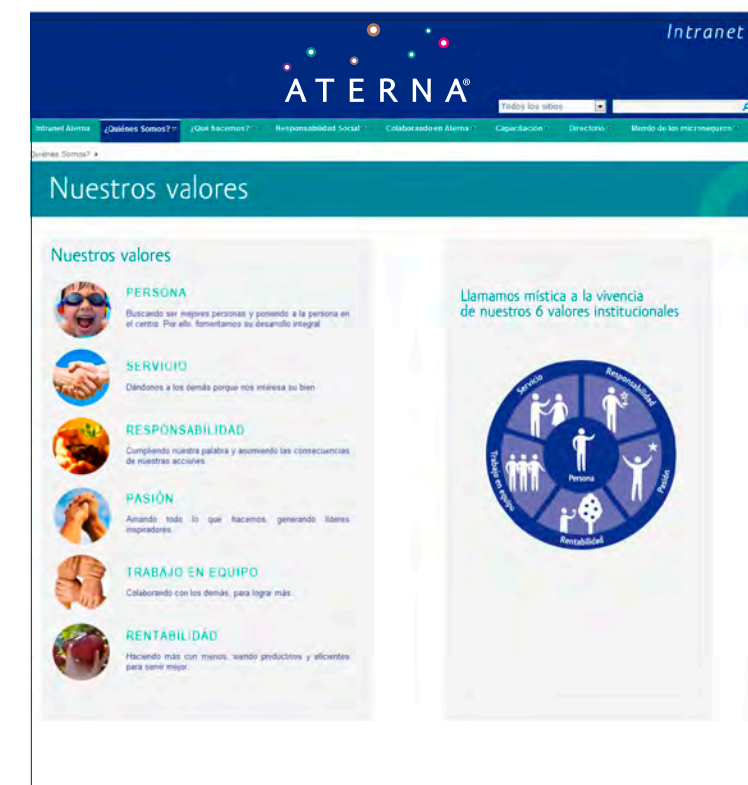 Intranet
ATERNA®
Todos los sitios
Intranet Aterna ¿Quiénes Somos? ¿Qué hacemos? Responsabilidad Social Colaborando en Aterna Capacitación Directorio Mundo de los microseguros
Quiénes Somos?
Nuestros valores
Nuestros valores
PERSONA
Buscando ser mejores personas y poniendo a la persona en
el centro. Por ello, fomentamos su desarrollo integral.
SERVICIO
Dándonos a los demás porque nos interesa su bien
RESPONSABILIDAD
Cumpliendo nuestra palabra y asumiendo las consecuencias
de nuestras acciones.
PASIÓN
Amando todo lo que hacemos, generando líderes
inspiradores.
TRABAJO EN EQUIPO
Colaborando con los demás, para lograr más.
RENTABILIDAD
Haciendo más con menos, siendo productivos y eficientes
para servir mejor.
Llamamos mística a la vivencia
de nuestros 6 valores institucionales
Servicio
Responsabilidad
Trabajo en equipo
Persona
Pasión
Rentabilidad